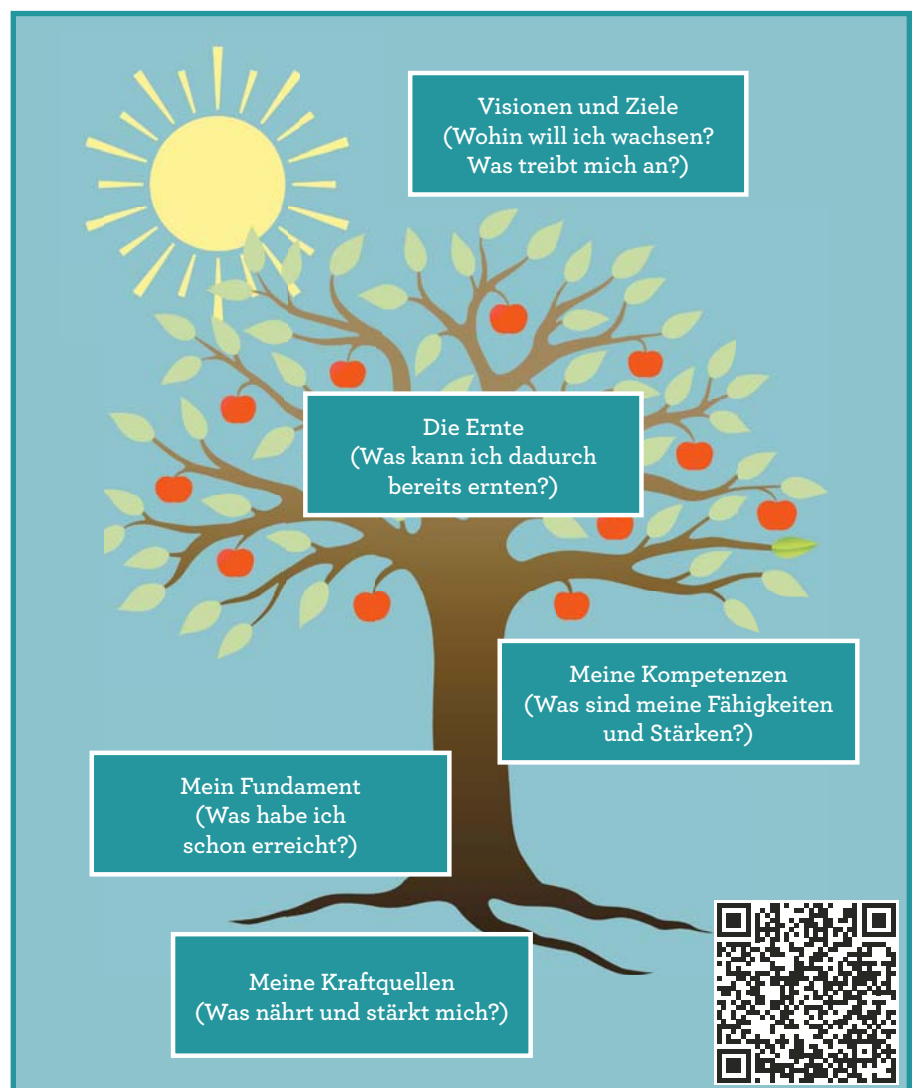 Visionen und Ziele
(Wohin will ich wachsen?
Was treibt mich an?)
Die Ernte
(Was kann ich dadurch
bereits ernten?)
Meine Kompetenzen
(Was sind meine Fähigkeiten
und Stärken?)
Mein Fundament
(Was habe ich
schon erreicht?)
Meine Kraftquellen
(Was nährt und stärkt mich?)